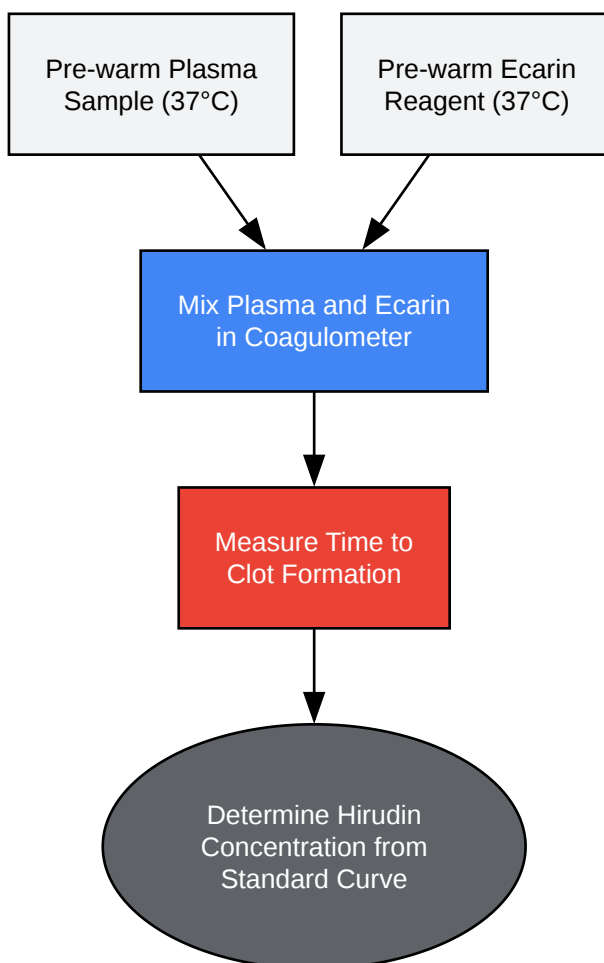 Pre-warm Plasma
Sample (37°C)
Pre-warm Ecarin
Reagent (37°C)
Mix Plasma and Ecarin
in Coagulometer
Measure Time to
Clot Formation
Determine Hirudin
Concentration from
Standard Curve